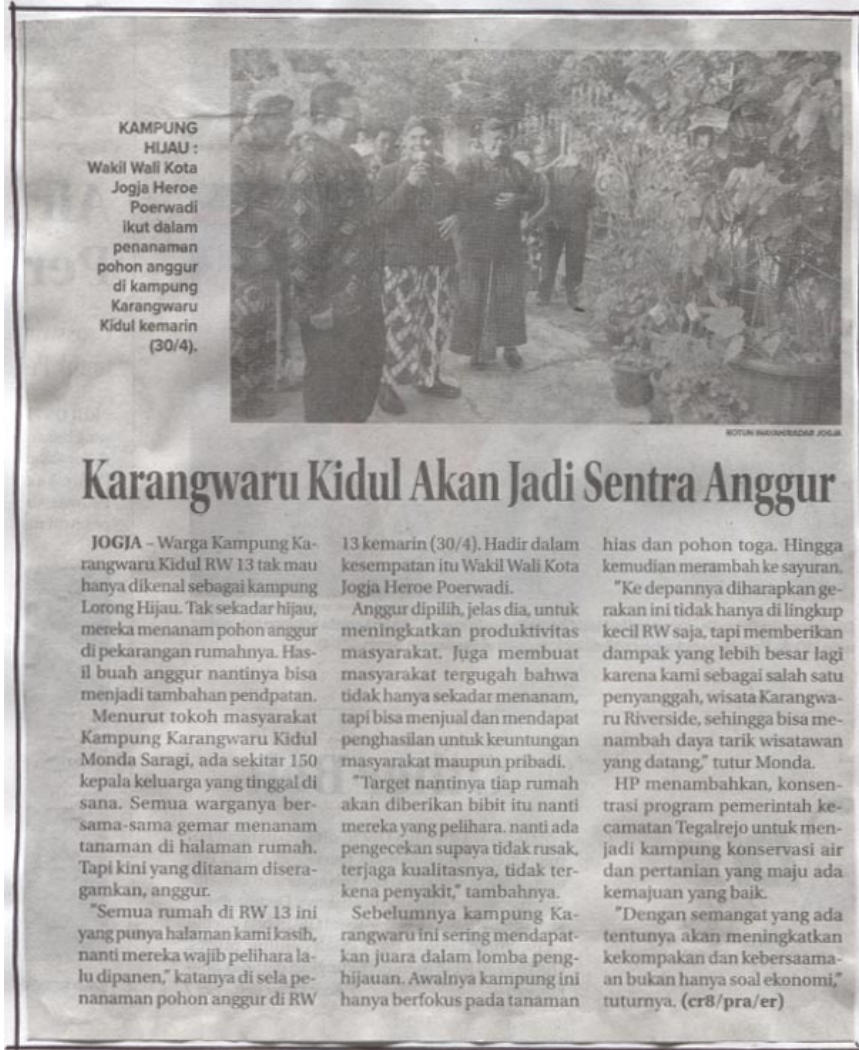 KAMPUNG
HIJAU :
Wakil Wali Kota
Jogja Heroe
Poerwadi
ikut dalam
penanaman
pohon anggur
di kampung
Karangwaru
Kidul kemarin
(30/4).
ROTUN INAYAH/RADAR JOGJA
Karangwaru Kidul Akan Jadi Sentra Anggur
JOGJA – Warga Kampung Ka-
rangwaru Kidul RW 13 tak mau
hanya dikenal sebagai kampung
Lorong Hijau. Tak sekadar hijau,
mereka menanam pohon anggur
di pekarangan rumahnya. Has-
il buah anggur nantinya bisa
menjadi tambahan pendpatan.
Menurut tokoh masyarakat
Kampung Karangwaru Kidul
Monda Saragi, ada sekitar 150
kepala keluarga yang tinggal di
sana. Semua warganya ber-
sama-sama gemar menanam
tanaman di halaman rumah.
Tapi kini yang ditanam disera-
gamkan, anggur.
"Semua rumah di RW 13 ini
yang punya halaman kami kasih,
nanti mereka wajib pelihara la-
lu dipanen," katanya di sela pe-
nanaman pohon anggur di RW
13 kemarin (30/4). Hadir dalam
kesempatan itu Wakil Wali Kota
Jogja Heroe Poerwadi.
Anggur dipilih, jelas dia, untuk
meningkatkan produktivitas
masyarakat. Juga membuat
masyarakat tergugah bahwa
tidak hanya sekadar menanam,
tapi bisa menjual dan mendapat
penghasilan untuk keuntungan
masyarakat maupun pribadi.
"Target nantinya tiap rumah
akan diberikan bibit itu nanti
mereka yang pelihara. nanti ada
pengecekan supaya tidak rusak,
terjaga kualitasnya, tidak ter-
kena penyakit," tambahnya.
Sebelumnya kampung Ka-
rangwaru ini sering mendapat-
kan juara dalam lomba peng-
hijauan. Awalnya kampung ini
hanya berfokus pada tanaman
hias dan pohon toga. Hingga
kemudian merambah ke sayuran.
"Ke depannya diharapkan ge-
rakan ini tidak hanya di lingkup
kecil RW saja, tapi memberikan
dampak yang lebih besar lagi
karena kami sebagai salah satu
penyanggah, wisata Karangwa-
ru Riverside, sehingga bisa me-
nambah daya tarik wisatawan
yang datang," tutur Monda.
HP menambahkan, konsen-
trasi program pemerintah ke-
camatan Tegalrejo untuk men-
jadi kampung konservasi air
dan pertanian yang maju ada
kemajuan yang baik.
"Dengan semangat yang ada
tentunya akan meningkatkan
kekompakan dan kebersaama-
an bukan hanya soal ekonomi,"
tuturnya. (cr8/pra/er)